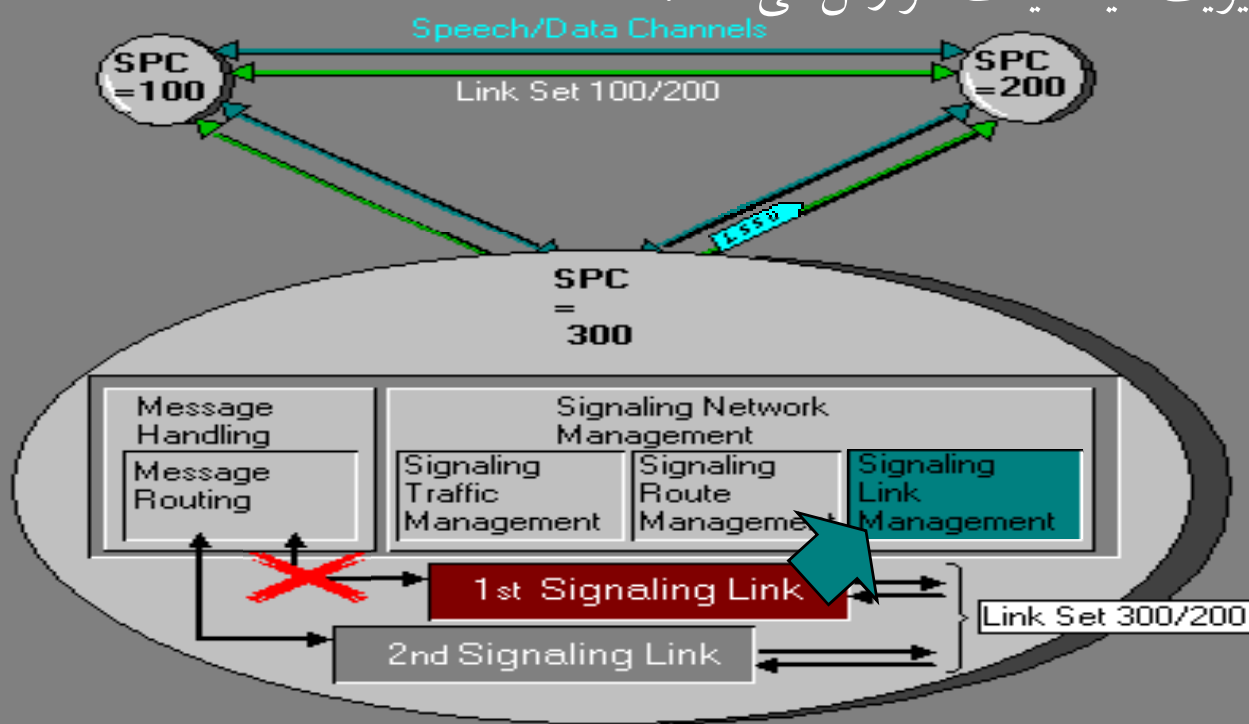 Speech/Data Channels
SPC
=100
SPC
=200
Link Set 100/200
LSSU
SPC
=
300
Message
Handling
Message
Routing
Signaling Network
Management
Signaling
Traffic
Management
Signaling
Route
Management
Signaling
Link
Management
1st Signaling Link
2nd Signaling Link
Link Set 300/200